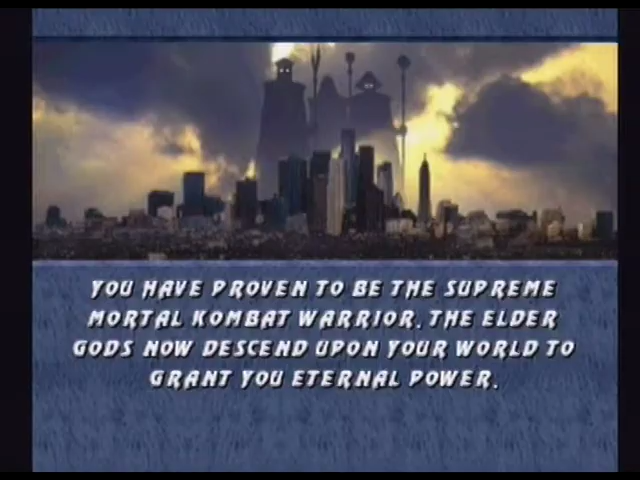 YOU HAVE PROVEN TO BE THE SUPREME
MORTAL KOMBAT WARRIOR. THE ELDER
GODS NOW DESCEND UPON YOUR WORLD TO
GRANT YOU ETERNAL POWER.